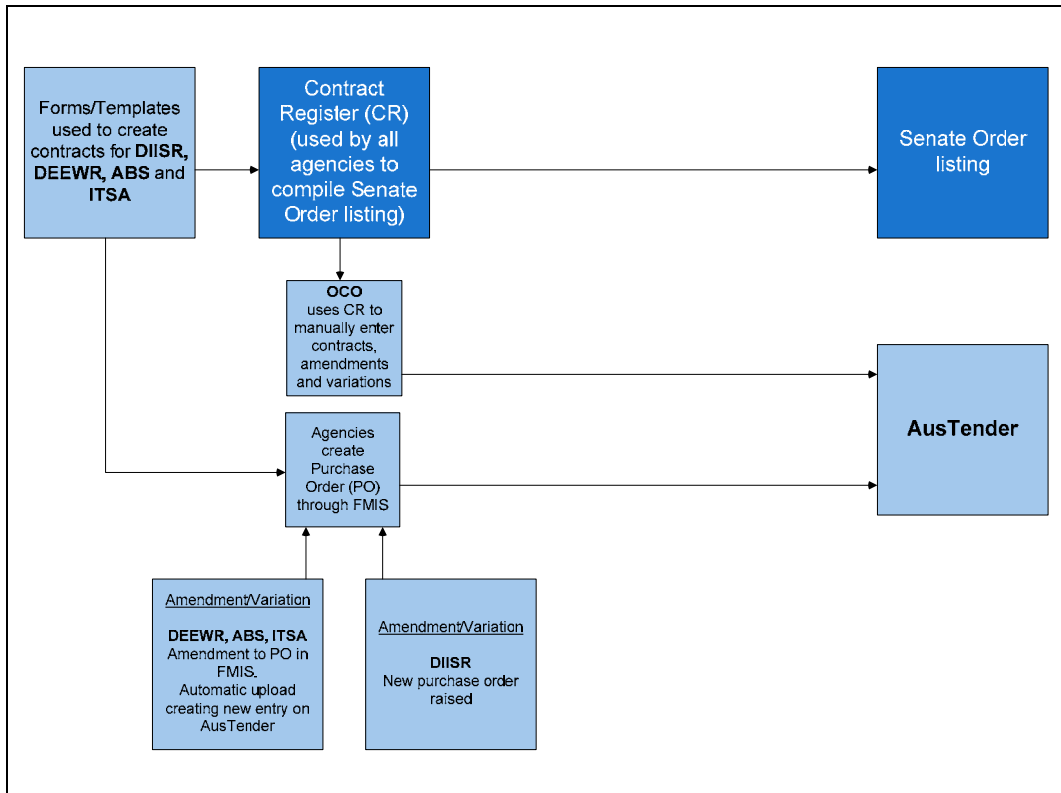 Forms/Templates
used to create
contracts for DIISR,
DEEWR, ABS and
ITSA
Contract
Register (CR)
(used by all
agencies to
compile Senate
Order listing)
Senate Order
listing
OCO
uses CR to
manually enter
contracts,
amendments
and variations
AusTender
Agencies
create
Purchase
Order (PO)
through FMIS
Amendment/Variation
DEEWR, ABS, ITSA
Amendment to PO in
FMIS.
Automatic upload
creating new entry on
AusTender
Amendment/Variation
DIISR
New purchase order
raised